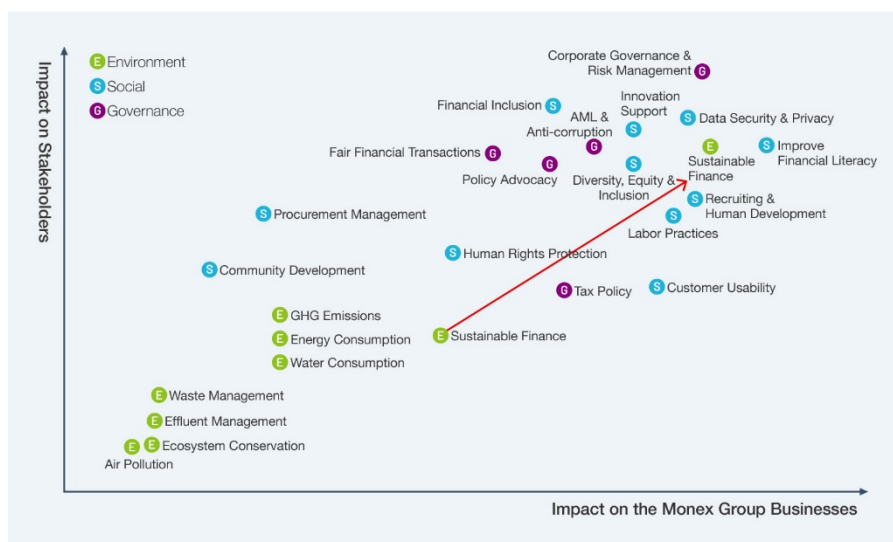 Impact on Stakeholders
E Environment
S Social
G Governance
Corporate Governance &
Risk Management G
Financial Inclusion S
Innovation
Support
S
AML &
Anti-corruption
G
S Data Security & Privacy
Fair Financial Transactions G
G
Policy Advocacy
S
Diversity, Equity &
Inclusion
E
Sustainable
Finance
S Improve
Financial Literacy
S Recruiting &
Human Development
S
Labor Practices
S Procurement Management
S Human Rights Protection
S Community Development
G Tax Policy
S Customer Usability
E GHG Emissions
E Energy Consumption
E Water Consumption
E Sustainable Finance
E Waste Management
E Effluent Management
E E Ecosystem Conservation
Air Pollution
Impact on the Monex Group Businesses